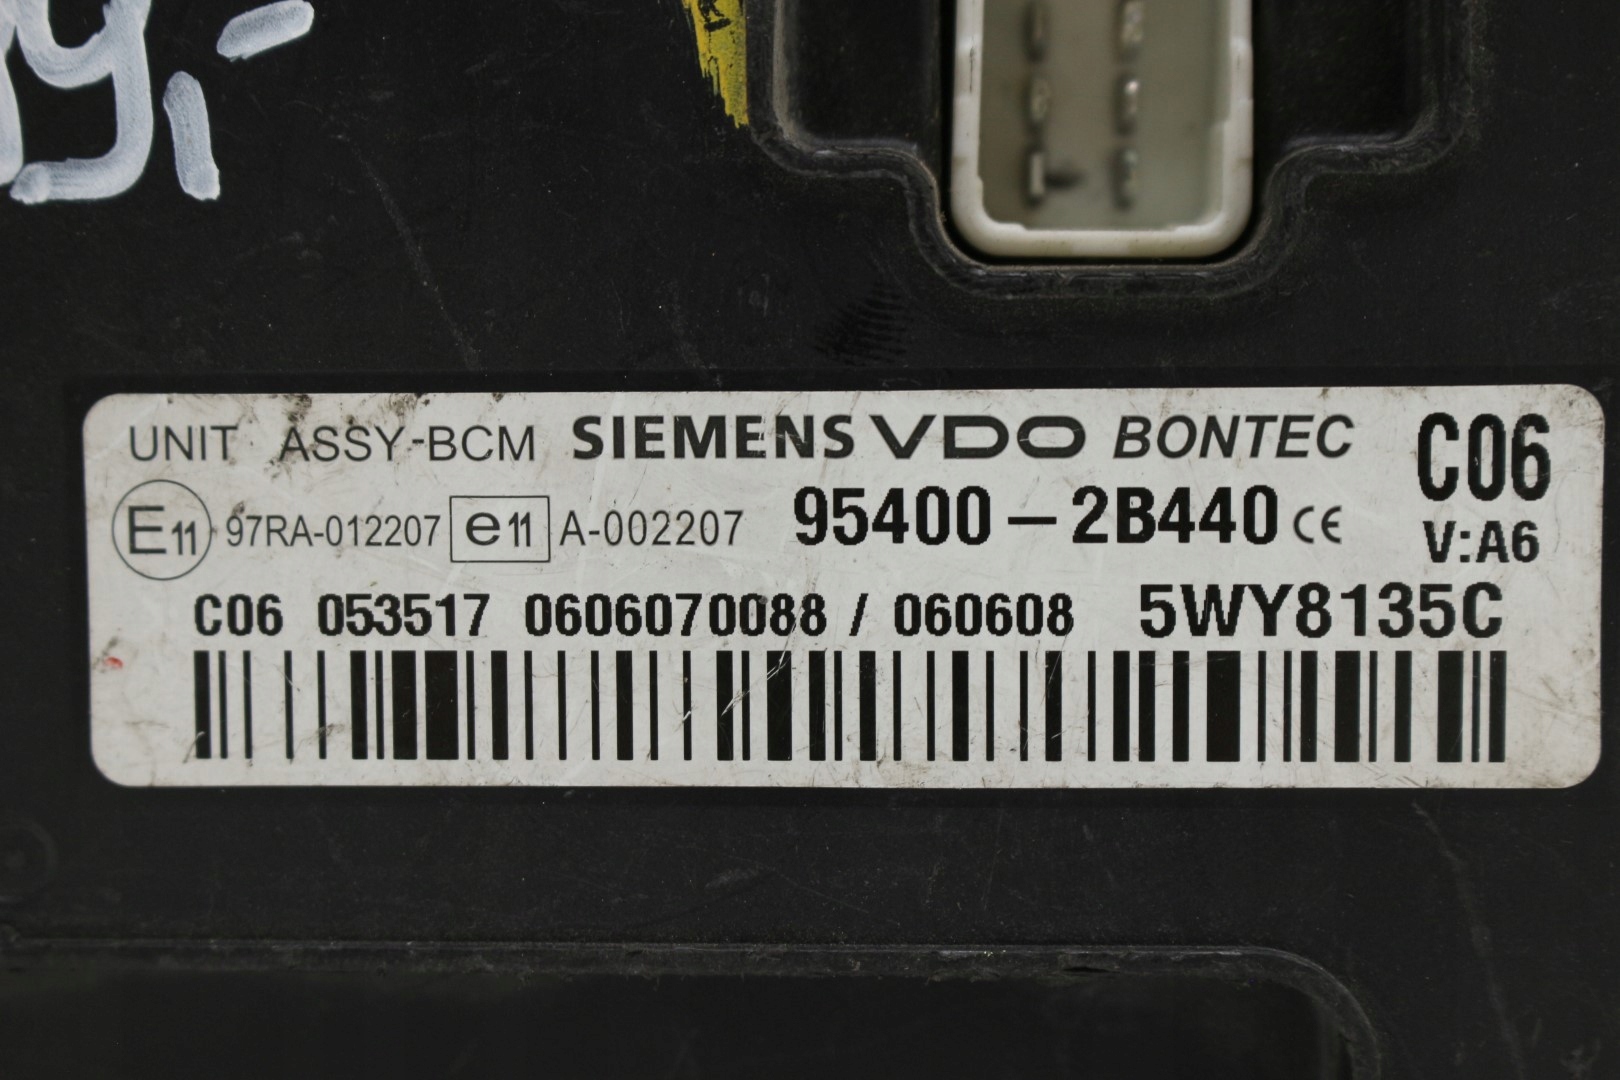 UNIT ASSY-BCM SIEMENS VDO BONTEC C06
E11 97RA-012207 e11 A-002207 95400-2B440 CE V:A6
C06 053517 0606070088 / 060608 5WY8135C